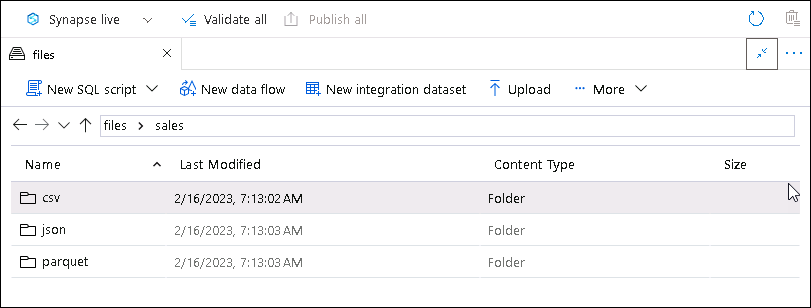 Synapse live Validate all Publish all
files
New SQL script New data flow New integration dataset Upload ··· More
files > sales
Name Last Modified Content Type Size
csv 2/16/2023, 7:13:02 AM Folder
json 2/16/2023, 7:13:03 AM Folder
parquet 2/16/2023, 7:13:03 AM Folder